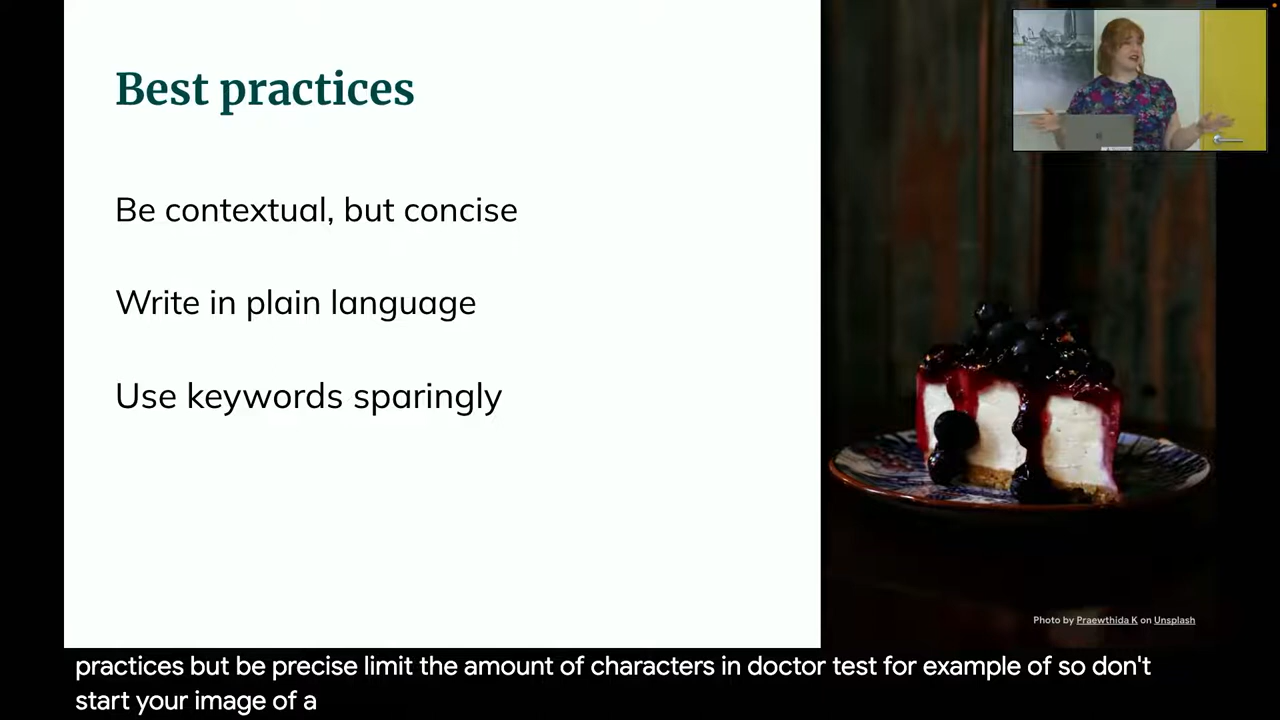 Best practices
Be contextual, but concise
Write in plain language
Use keywords sparingly
Photo by Praewthida K on Unsplash
practices but be precise limit the amount of characters in doctor test for example of so don't
start your image of a